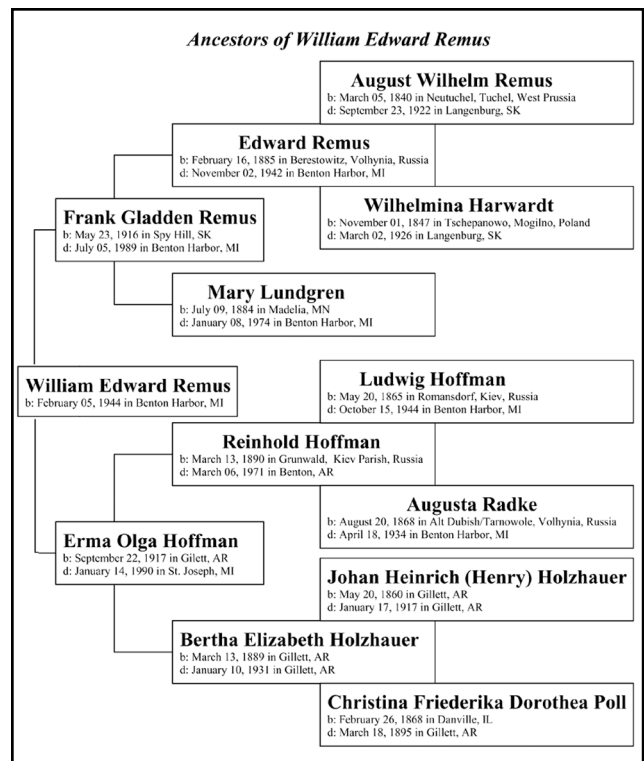 Ancestors of William Edward Remus
August Wilhelm Remus
b: March 05, 1840 in Neutuchel, Tuchel, West Prussia
d: September 23, 1922 in Langenburg, SK
Edward Remus
b: February 16, 1885 in Berestowitz, Volhynia, Russia
d: November 02, 1942 in Benton Harbor, MI
Wilhelmina Harwardt
b: November 01, 1847 in Tschepanowo, Mogilno, Poland
d: March 02, 1926 in Langenburg, SK
Frank Gladden Remus
b: May 23, 1916 in Spy Hill, SK
d: July 05, 1989 in Benton Harbor, MI
Mary Lundgren
b: July 09, 1884 in Madelia, MN
d: January 08, 1974 in Benton Harbor, MI
William Edward Remus
b: February 05, 1944 in Benton Harbor, MI
Ludwig Hoffman
b: May 20, 1865 in Romansdorf, Kiev, Russia
d: October 15, 1944 in Benton Harbor, MI
Reinhold Hoffman
b: March 13, 1890 in Grunwald, Kiev Parish, Russia
d: March 06, 1971 in Benton, AR
Augusta Radke
b: August 20, 1868 in Alt Dubish/Tarnowole, Volhynia, Russia
d: April 18, 1934 in Benton Harbor, MI
Erma Olga Hoffman
b: September 22, 1917 in Gilett, AR
d: January 14, 1990 in St. Joseph, MI
Johan Heinrich (Henry) Holzhauer
b: May 20, 1860 in Gillett, AR
d: January 17, 1917 in Gillett, AR
Bertha Elizabeth Holzhauer
b: March 13, 1889 in Gillett, AR
d: January 10, 1931 in Gillett, AR
Christina Friederika Dorothea Poll
b: February 26, 1868 in Danville, IL
d: March 18, 1895 in Gillett, AR